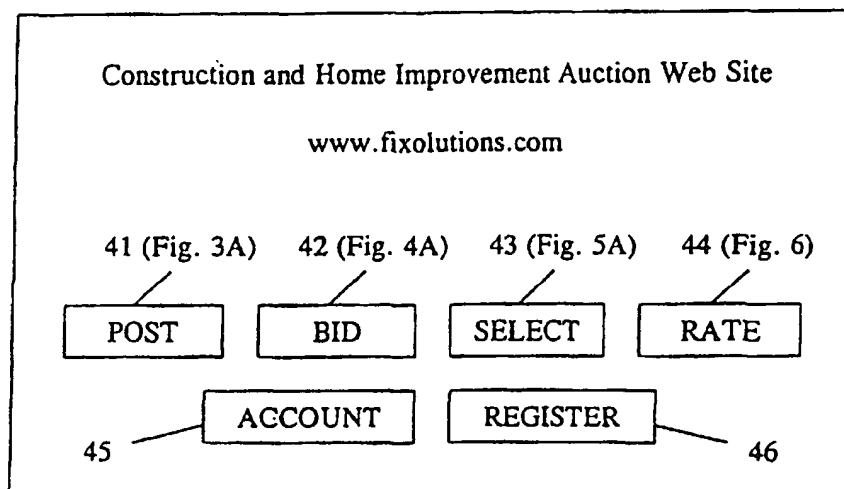 Construction and Home Improvement Auction Web Site
www.fixolutions.com
41 (Fig. 3A) 42 (Fig. 4A) 43 (Fig. 5A) 44 (Fig. 6)
POST BID SELECT RATE
ACCOUNT REGISTER
45 46